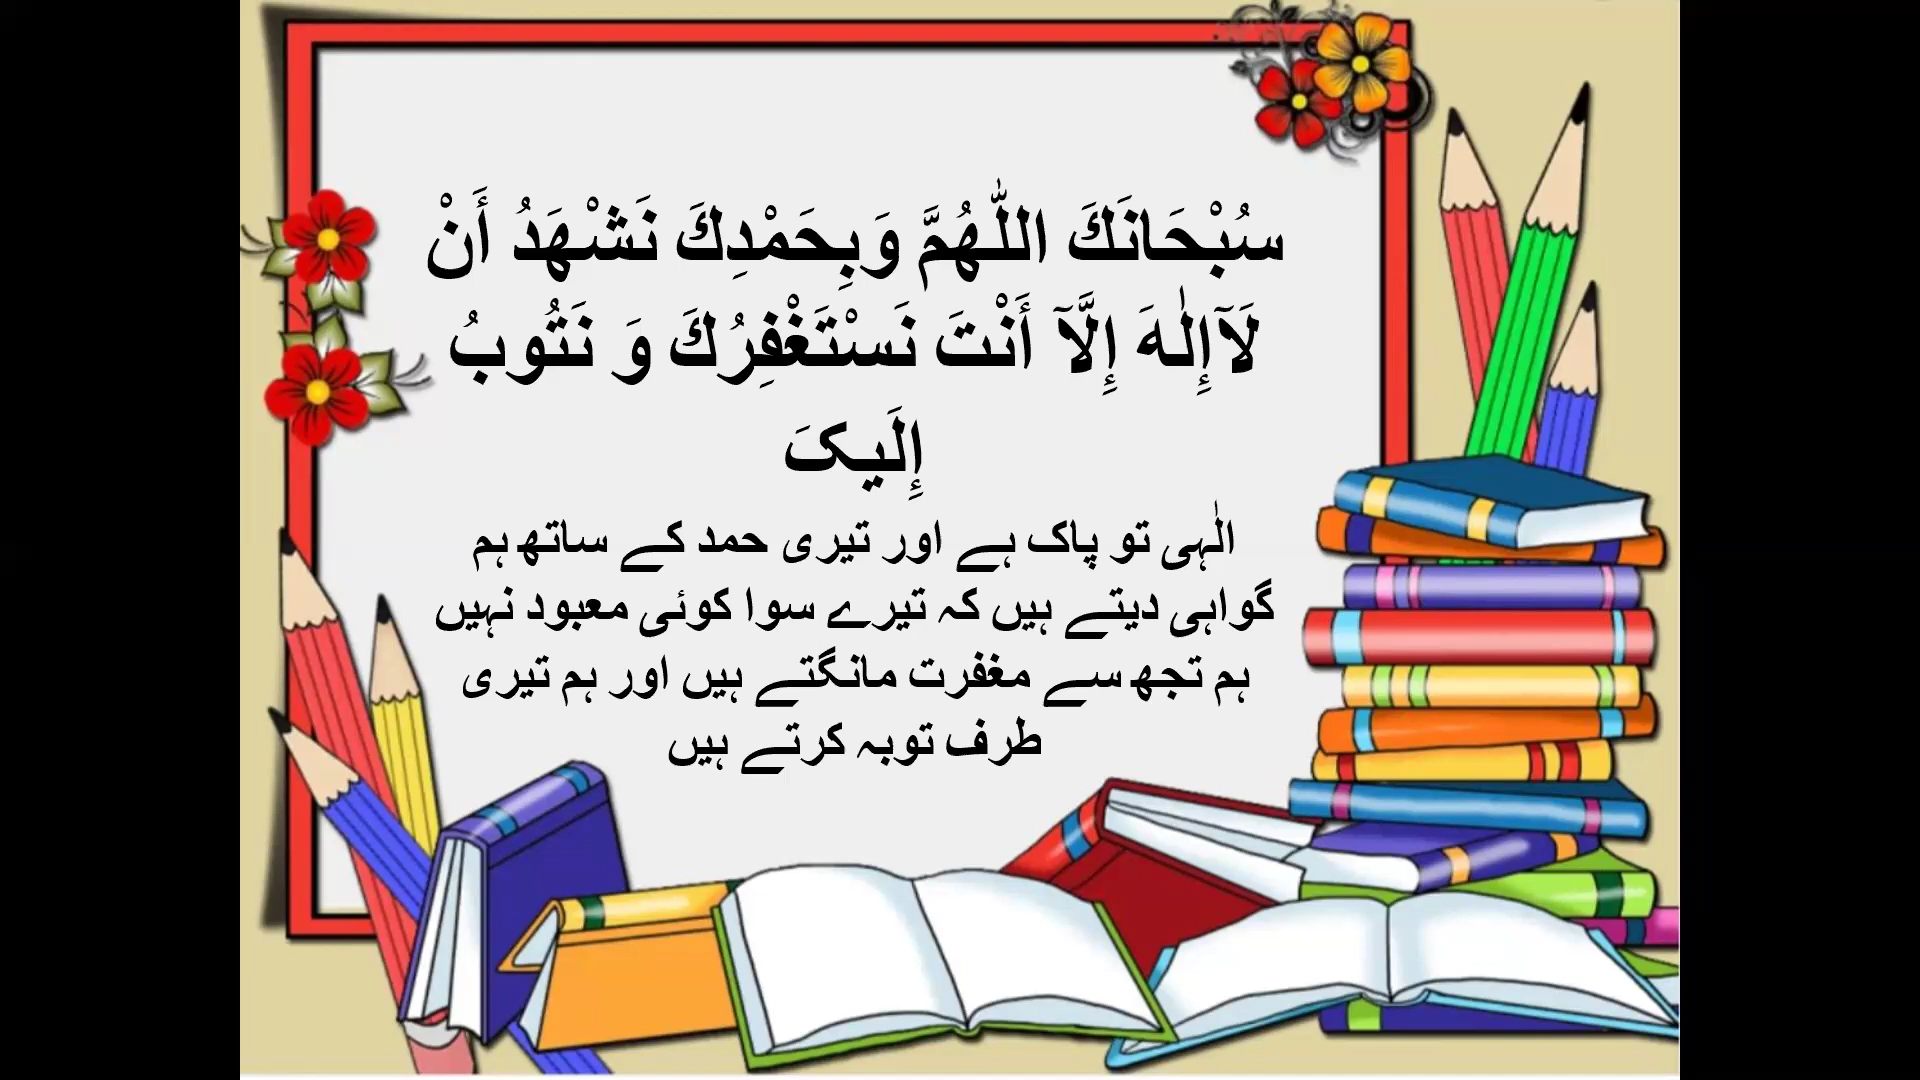 سُبْحَانَكَ اللّٰهُمَّ وَبِحَمْدِكَ نَشْهَدُ أَنْ
لَآإِلٰهَ إِلَّآ أَنْتَ نَسْتَغْفِرُكَ وَ نَتُوبُ
إِلَیکَ
الٰہی تو پاک ہے اور تیری حمد کے ساتھ ہم
گواہی دیتے ہیں کہ تیرے سوا کوئی معبود نہیں
ہم تجھ سے مغفرت مانگتے ہیں اور ہم تیری
طرف توبہ کرتے ہیں